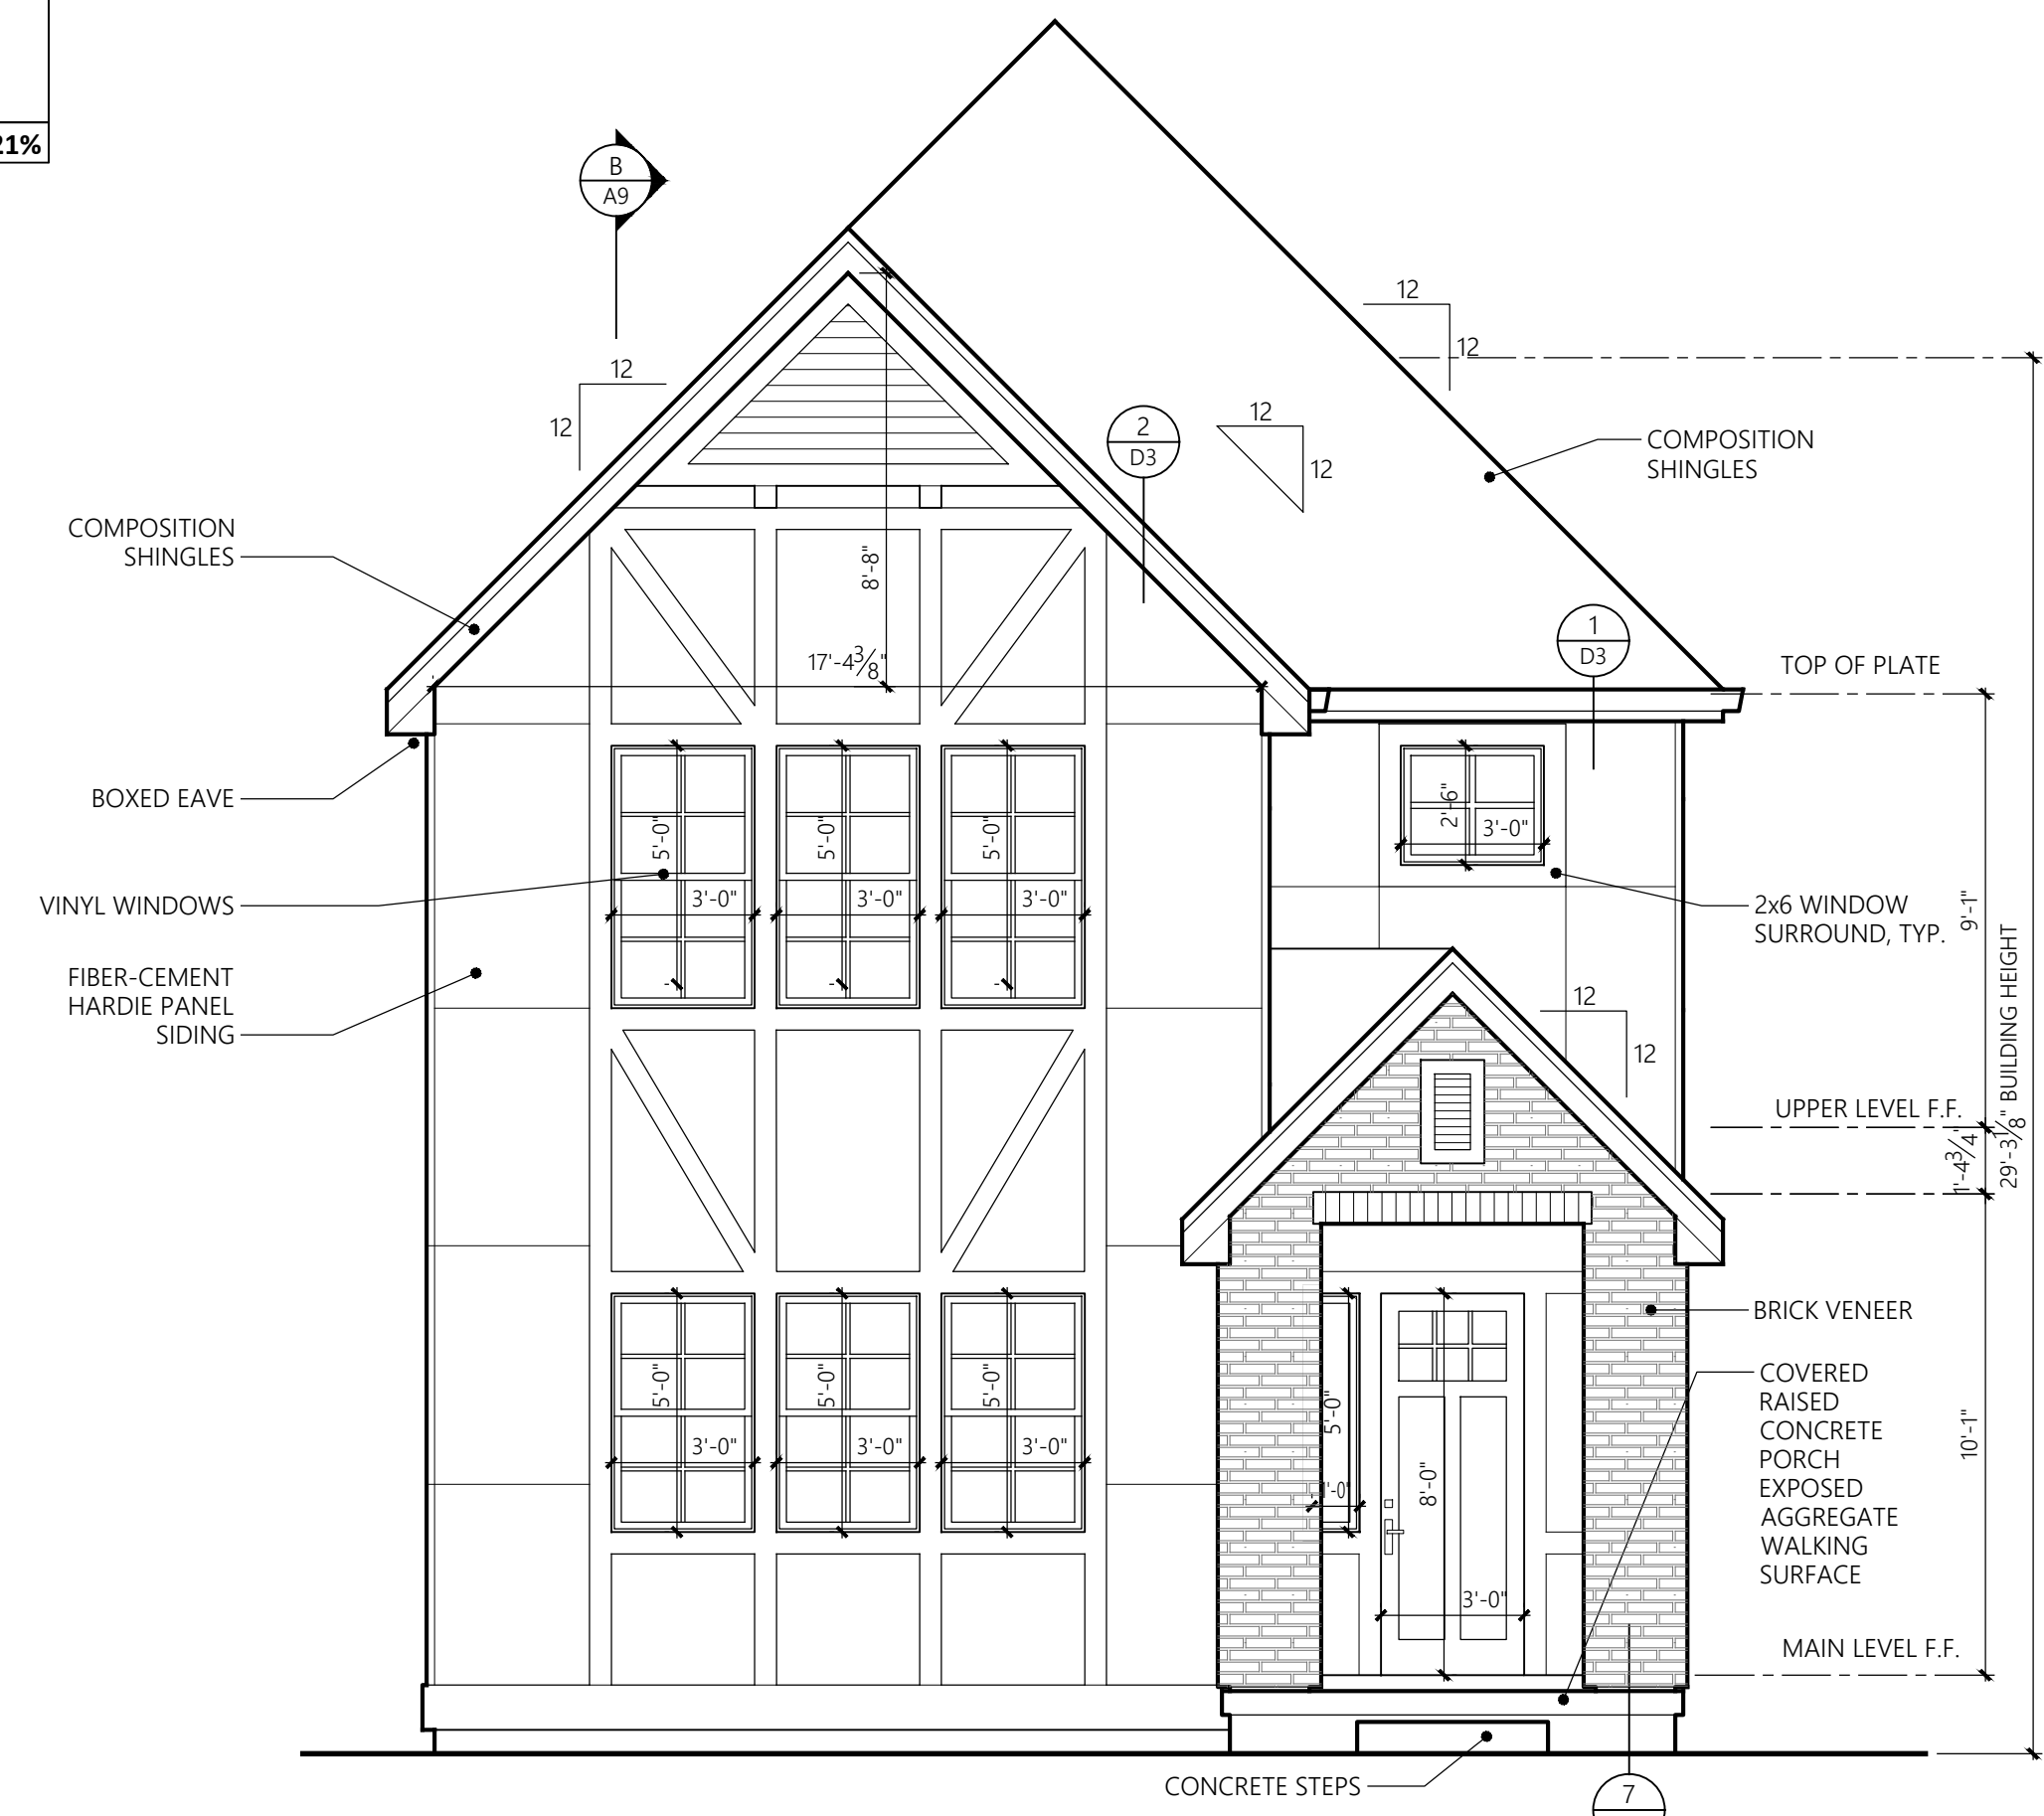 21%
B
A9
12
12
12
12
12
12
2
D3
COMPOSITION
SHINGLES
COMPOSITION
SHINGLES
8'-8"
17'-4 3/8"
1
D3
TOP OF PLATE
BOXED EAVE
5'-0"
5'-0"
5'-0"
2'-6"
3'-0"
VINYL WINDOWS
3'-0"
3'-0"
3'-0"
2x6 WINDOW
SURROUND, TYP.
9'-1"
FIBER-CEMENT
HARDIE PANEL
SIDING
12
12
29'-3 1/8" BUILDING HEIGHT
UPPER LEVEL F.F.
1'-4 3/4"
BRICK VENEER
5'-0"
5'-0"
5'-0"
5'-0"
3'-0"
3'-0"
3'-0"
1'-0"
8'-0"
COVERED
RAISED
CONCRETE
PORCH
EXPOSED
AGGREGATE
WALKING
SURFACE
10'-1"
3'-0"
MAIN LEVEL F.F.
CONCRETE STEPS
7